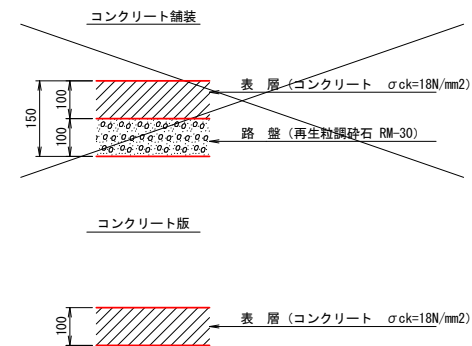 コンクリート舗装
表　層（コンクリート　σck=18N/mm2）
100
150
100
路　盤（再生粒調砕石 RM-30）
コンクリート版
100
表　層（コンクリート　σck=18N/mm2）